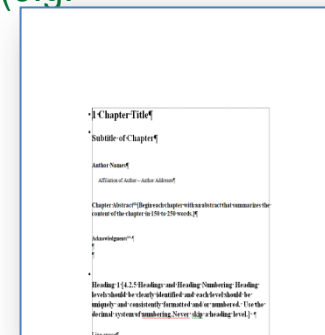 (e.g.
1 Chapter Title¶
Subtitle of Chapter¶
Author Names¶
Affiliation of Author – Author Address¶
Chapter Abstract [Begin each chapter with an abstract that summarizes the
content of the chapter in 150 to 250 words.]¶
Acknowledgment ¶
¶
¶
Heading 1 [4.2.5 Headings and Heading Numbering Heading
levels should be clearly identified and each level should be
uniquely and consistently formatted and/or numbered. Use the
decimal system of numbering. Never skip a heading level.] ¶